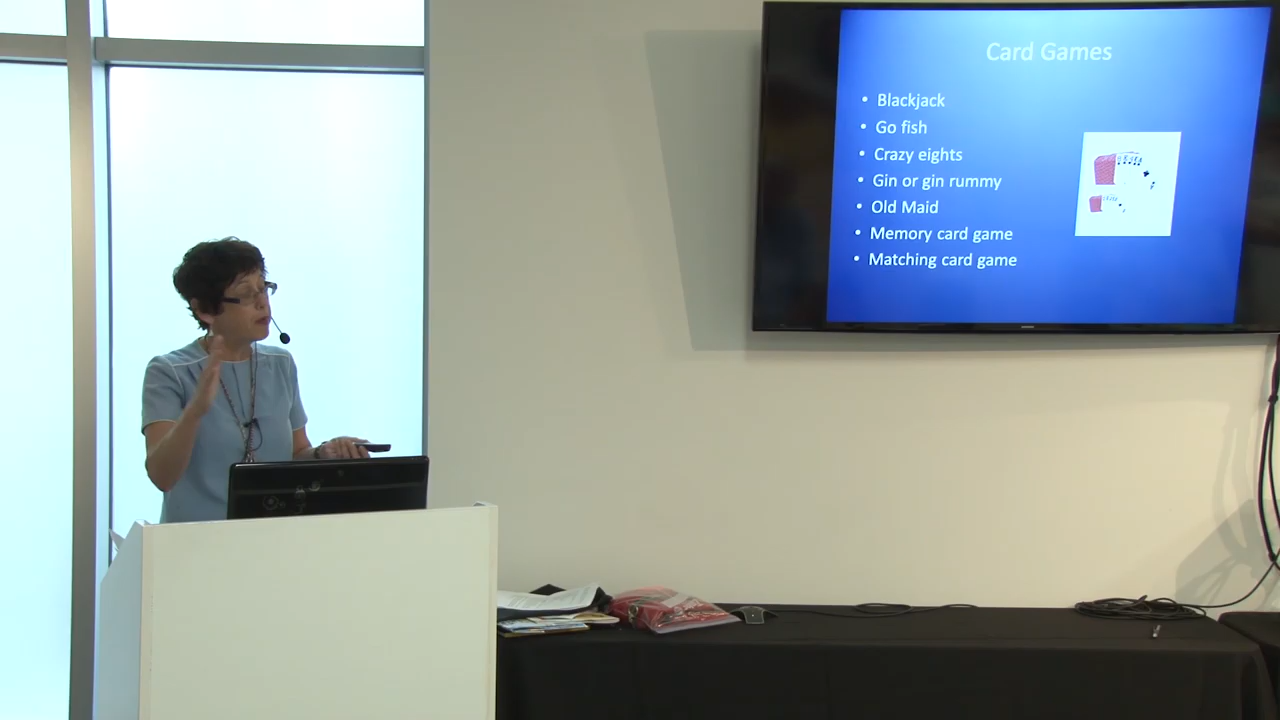 Card Games
• Blackjack
• Go fish
• Crazy eights
• Gin or gin rummy
• Old Maid
• Memory card game
• Matching card game